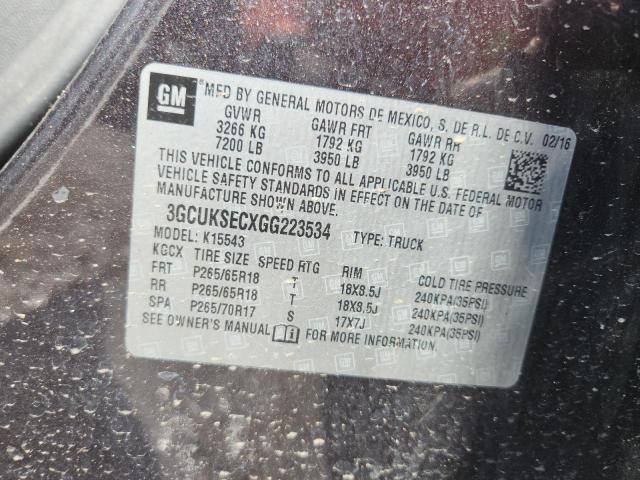 GM
*MFD BY GENERAL MOTORS DE MEXICO, S. DE R.L. DE C.V. 02/16
GVWR GAWR FRT GAWR RR
3266 KG 1792 KG 1792 KG
7200 LB 3950 LB 3950 LB
THIS VEHICLE CONFORMS TO ALL APPLICABLE U.S. FEDERAL MOTOR
VEHICLE SAFETY STANDARDS IN EFFECT ON THE DATE OF
MANUFACTURE SHOWN ABOVE.
3GCUKSECXGG223534 TYPE: TRUCK
MODEL: K15543
KGCX TIRE SIZE SPEED RTG RIM COLD TIRE PRESSURE
FRT P265/65R18 T 18X8.5J 240KPA(35PSI)
RR P265/65R18 T 18X8.5J 240KPA(35PSI)
SPA P265/70R17 S 17X7J 240KPA(35PSI)
SEE OWNER'S MANUAL FOR MORE INFORMATION.